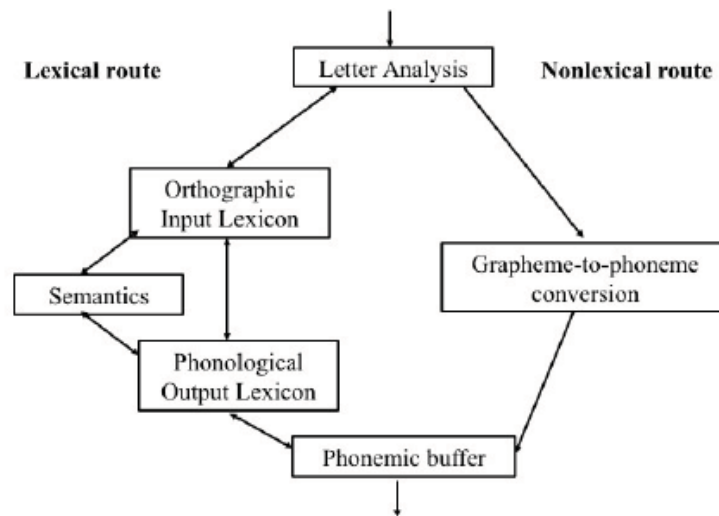 Lexical route
Letter Analysis
Nonlexical route
Orthographic
Input Lexicon
Semantics
Grapheme-to-phoneme
conversion
Phonological
Output Lexicon
Phonemic buffer